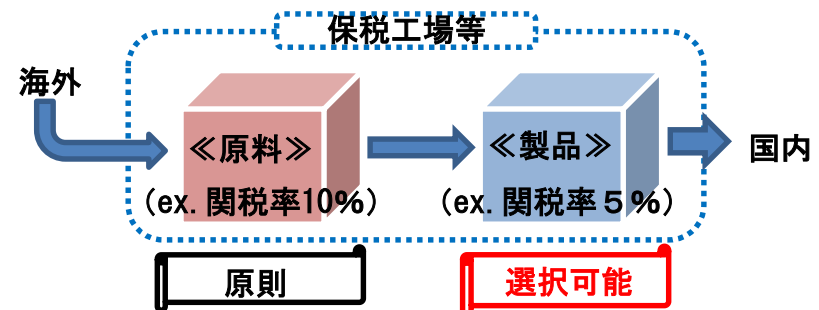 保税工場等
海外
≪原料≫
≪製品≫
国内
(ex.関税率10%)
(ex.関税率５%)
原則
選択可能